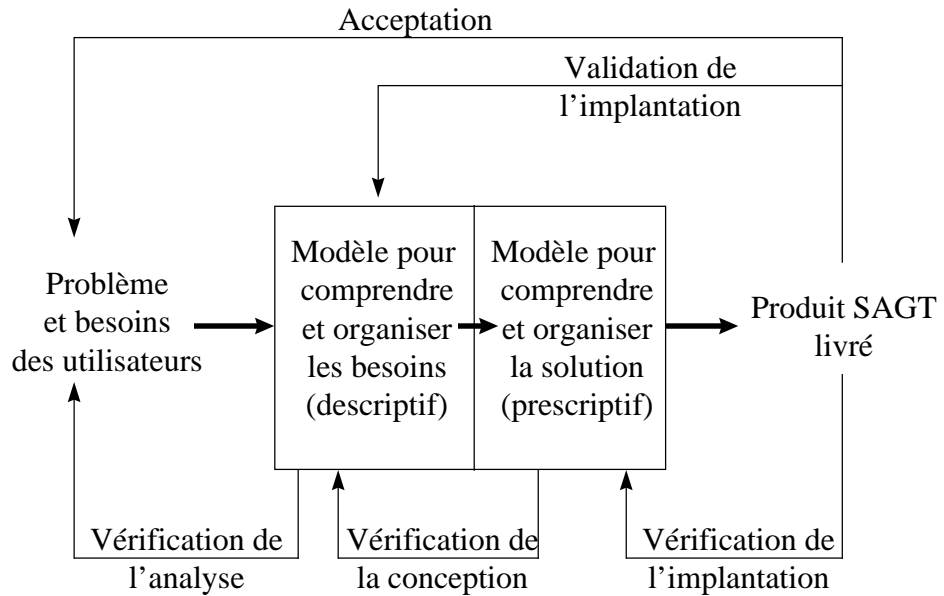 Acceptation
Validation de
l’implantation
Problème
et besoins
des utilisateurs
Modèle pour
comprendre
et organiser
les besoins
(descriptif)
Modèle pour
comprendre
et organiser
la solution
(prescriptif)
Produit SAGT
livré
Vérification de
l’analyse
Vérification de
la conception
Vérification de
l’implantation